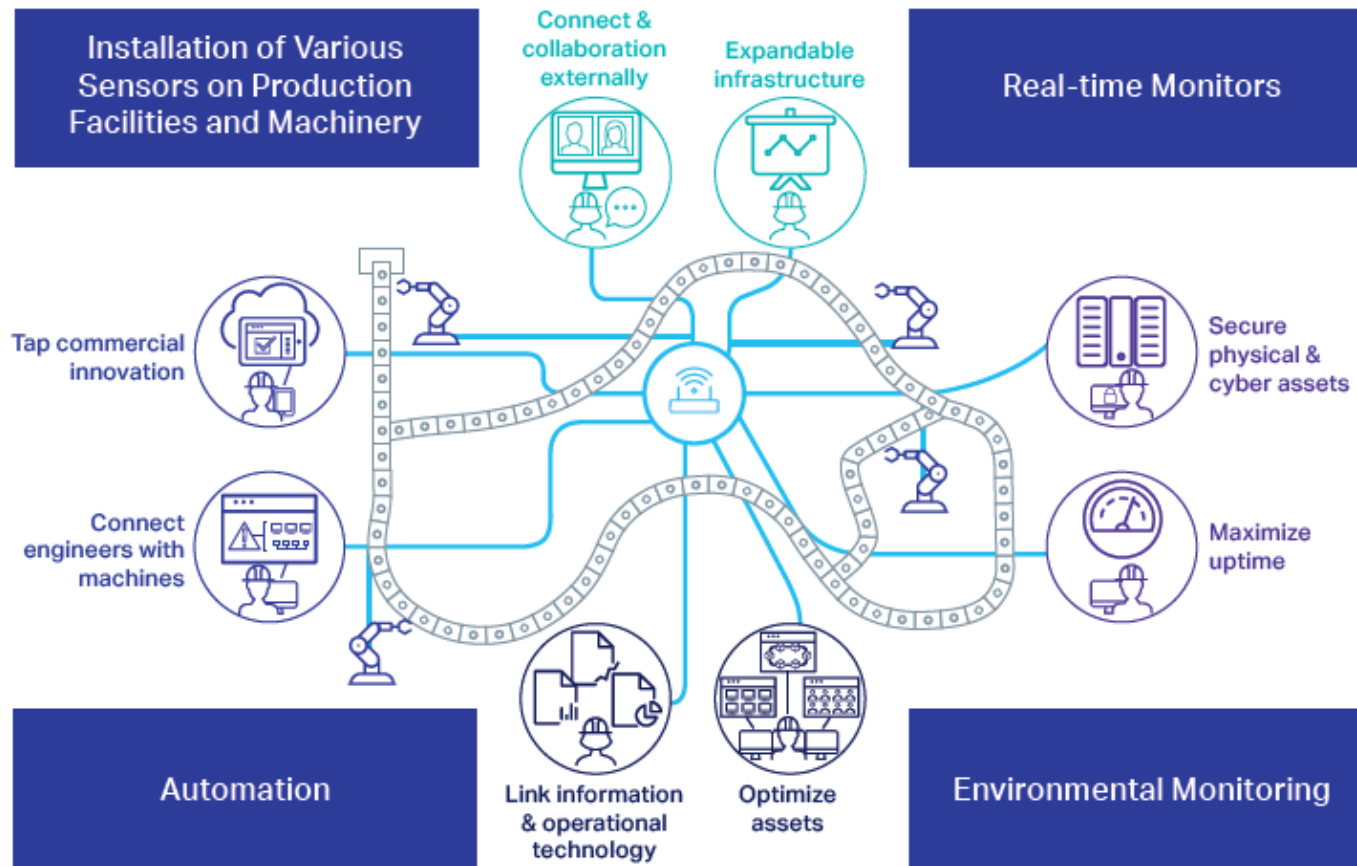 Installation of Various
Sensors on Production
Facilities and Machinery
Connect &
collaboration
externally
Expandable
infrastructure
Real-time Monitors
Tap commercial
innovation
Secure
physical &
cyber assets
Connect
engineers with
machines
Maximize
uptime
Automation
Link information
& operational
technology
Optimize
assets
Environmental Monitoring